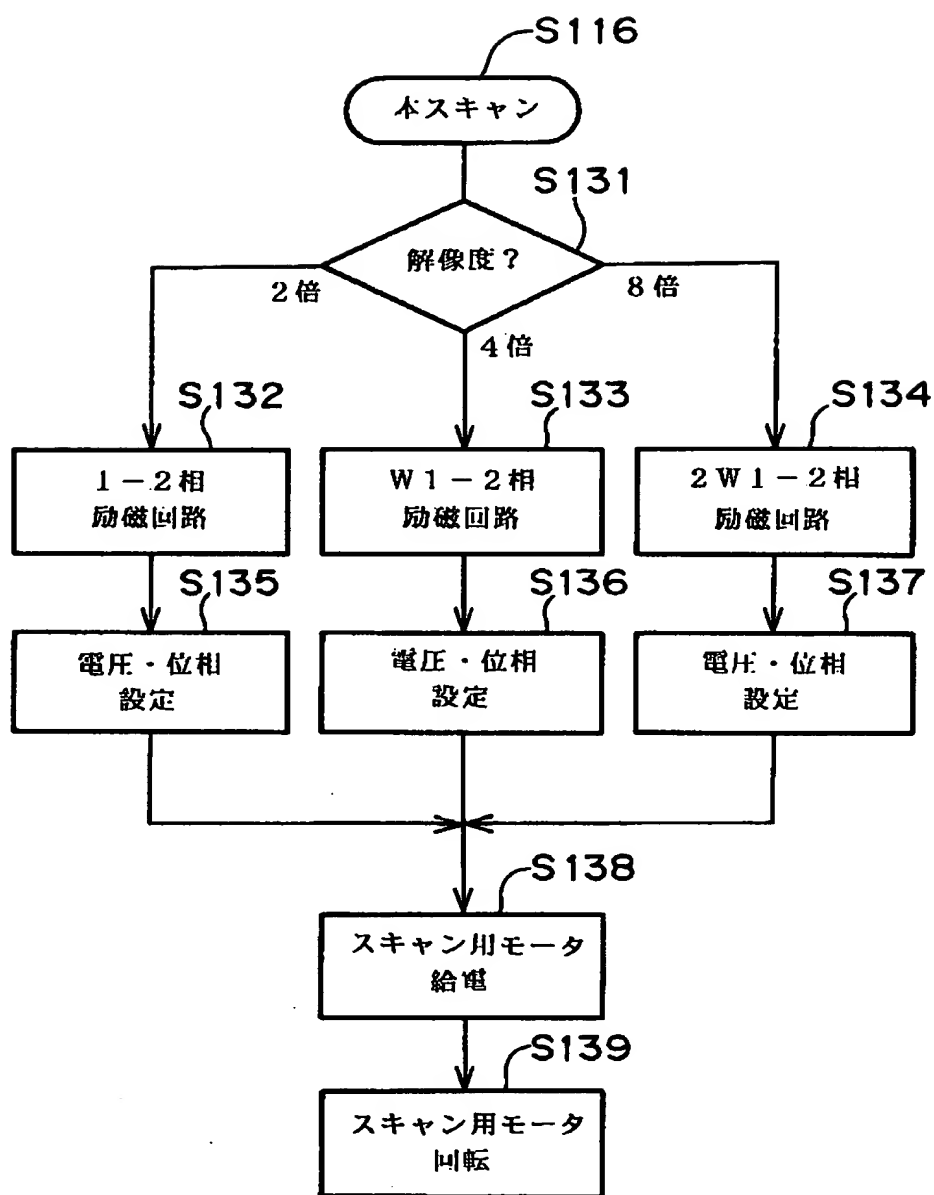 S116
本スキャン
S131
解像度？
2倍
8倍
4倍
S132
S133
S134
1－2相
励磁回路
W1－2相
励磁回路
2W1－2相
励磁回路
S135
S136
S137
電圧・位相
設定
電圧・位相
設定
電圧・位相
設定
S138
スキャン用モータ
給電
S139
スキャン用モータ
回転